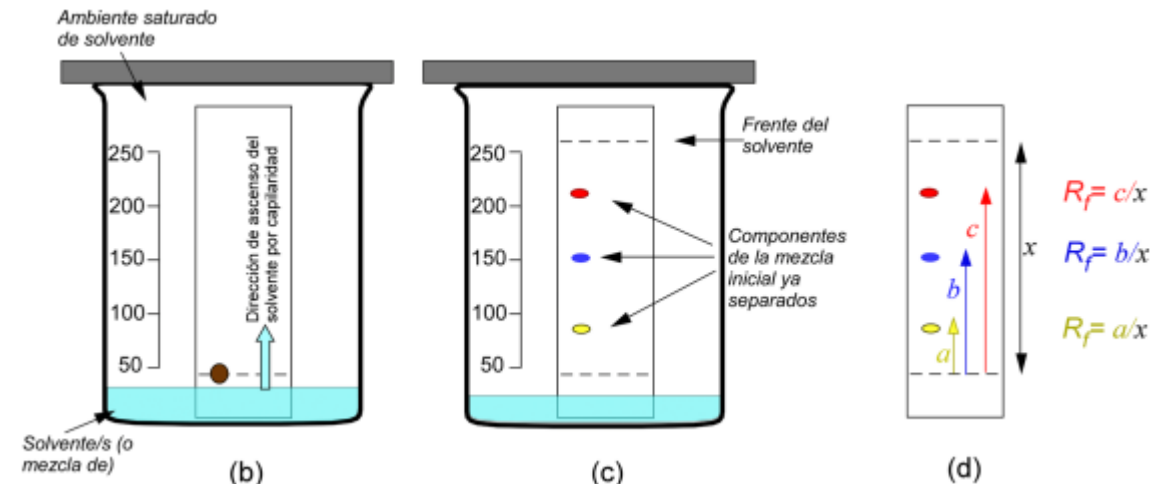 Ambiente saturado
de solvente
250
200
150
100
50
Dirección de ascenso del
solvente por capilaridad
Solvente/s (o
mezcla de)
(b)
250
200
150
100
50
Frente del
solvente
Componentes
de la mezcla
inicial ya
separados
(c)
a
b
c
x
Rf= c/x
Rf= b/x
Rf= a/x
(d)